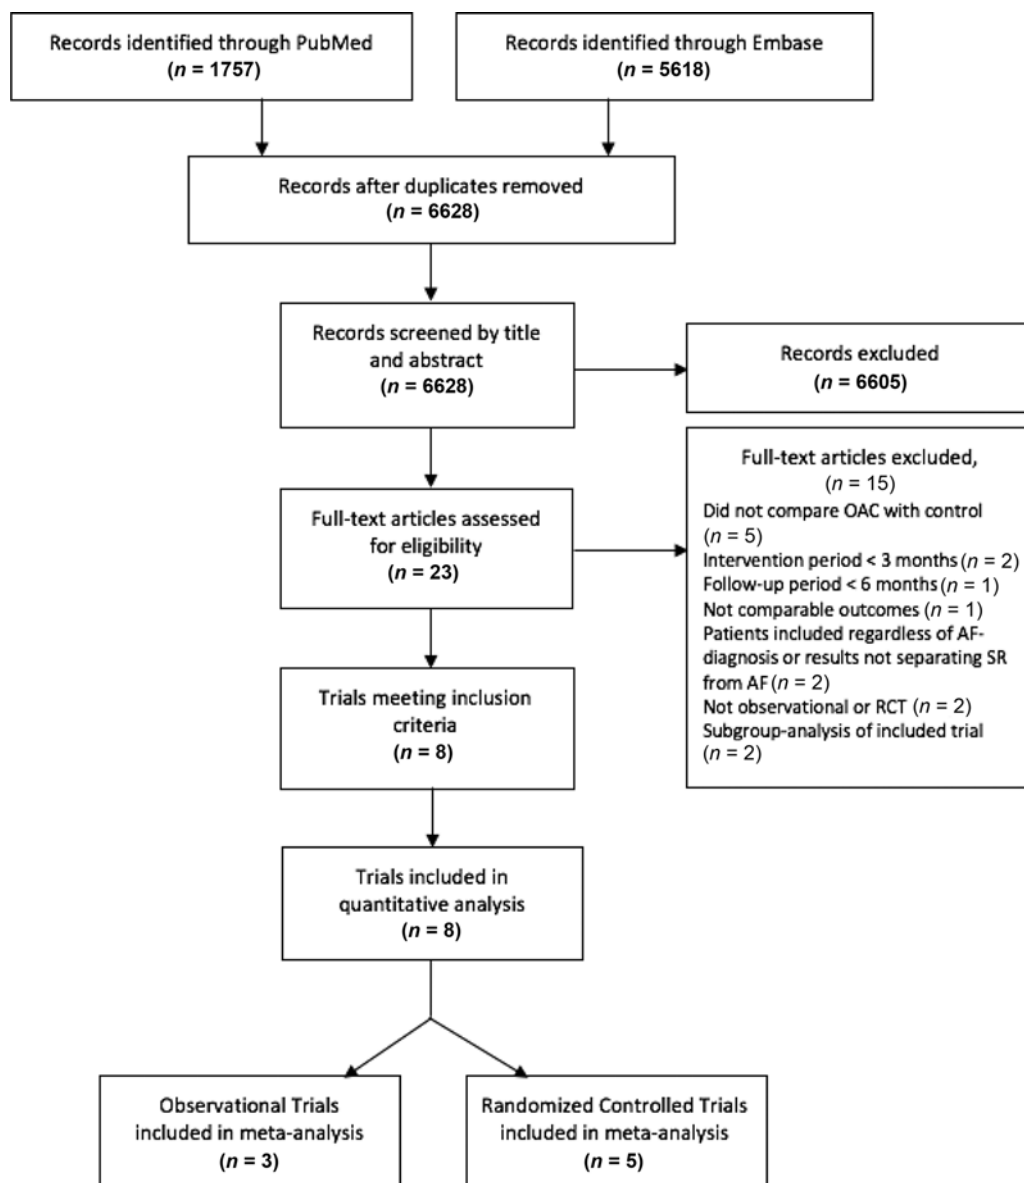 Records identified through PubMed
(n = 1757)
Records identified through Embase
(n = 5618)
Records after duplicates removed
(n = 6628)
Records screened by title
and abstract
(n = 6628)
Records excluded
(n = 6605)
Full-text articles assessed
for eligibility
(n = 23)
Full-text articles excluded,
(n = 15)
Did not compare OAC with control
(n = 5)
Intervention period < 3 months (n = 2)
Follow-up period < 6 months (n = 1)
Not comparable outcomes (n = 1)
Patients included regardless of AF-
diagnosis or results not separating SR
from AF (n = 2)
Not observational or RCT (n = 2)
Subgroup-analysis of included trial
(n = 2)
Trials meeting inclusion
criteria
(n = 8)
Trials included in
quantitative analysis
(n = 8)
Observational Trials
included in meta-analysis
(n = 3)
Randomized Controlled Trials
included in meta-analysis
(n = 5)